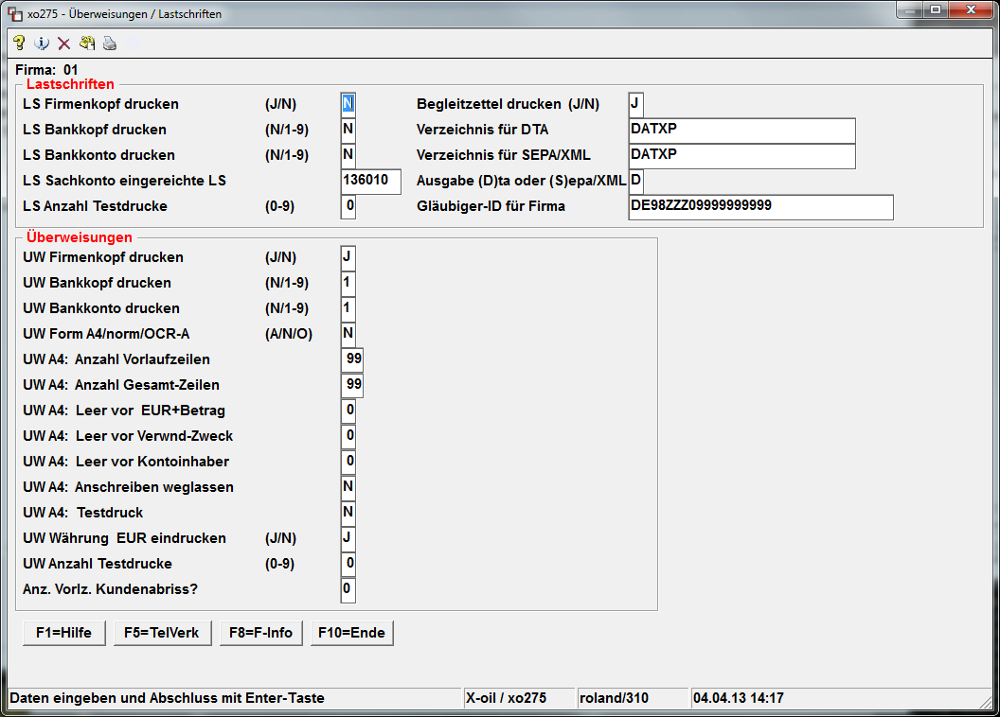 xo275 - Überweisungen / Lastschriften
Firma: 01
Lastschriften
LS Firmenkopf drucken (J/N) N Begleitzettel drucken (J/N) J
LS Bankkopf drucken (N/1-9) N Verzeichnis für DTA DATXP
LS Bankkonto drucken (N/1-9) N Verzeichnis für SEPA/XML DATXP
LS Sachkonto eingereichte LS 136010 Ausgabe (D)ta oder (S)epa/XML D
LS Anzahl Testdrucke (0-9) 0 Gläubiger-ID für Firma DE98ZZZ09999999999
Überweisungen
UW Firmenkopf drucken (J/N) J
UW Bankkopf drucken (N/1-9) 1
UW Bankkonto drucken (N/1-9) 1
UW Form A4/norm/OCR-A (A/N/O) N
UW A4: Anzahl Vorlaufzeilen 99
UW A4: Anzahl Gesamt-Zeilen 99
UW A4: Leer vor EUR+Betrag 0
UW A4: Leer vor Verwnd-Zweck 0
UW A4: Leer vor Kontoinhaber 0
UW A4: Anschreiben weglassen N
UW A4: Testdruck N
UW Währung EUR eindrucken (J/N) J
UW Anzahl Testdrucke (0-9) 0
Anz. Vorlz. Kundenabriss? 0
F1=Hilfe F5=TelVerk F8=F-Info F10=Ende
Daten eingeben und Abschluss mit Enter-Taste X-oil / xo275 roland/310 04.04.13 14:17